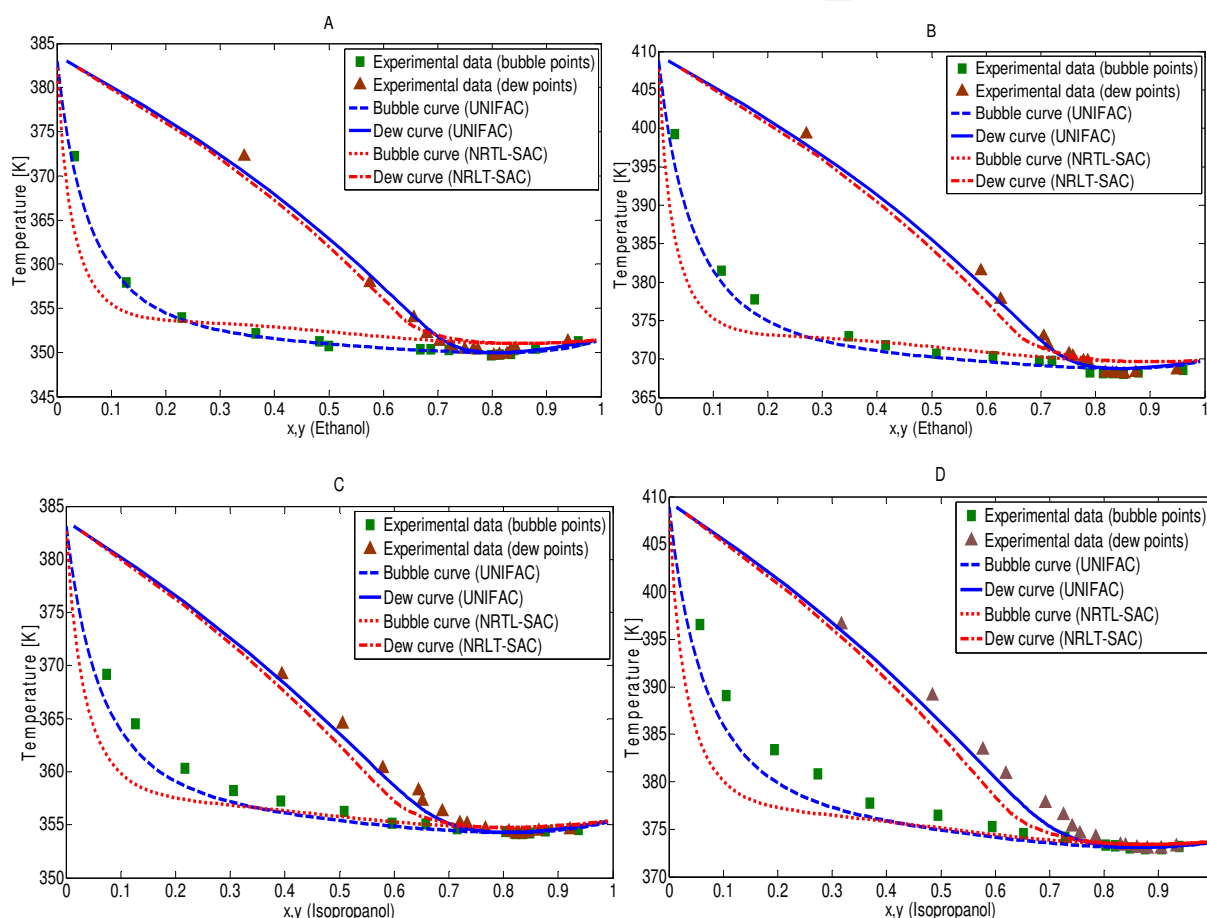 A
385
380
375
370
365
360
355
350
345
Temperature [K]
0 0.1 0.2 0.3 0.4 0.5 0.6 0.7 0.8 0.9 1
x,y (Ethanol)
Experimental data (bubble points)
Experimental data (dew points)
Bubble curve (UNIFAC)
Dew curve (UNIFAC)
Bubble curve (NRTL-SAC)
Dew curve (NRLT-SAC)
B
410
405
400
395
390
385
380
375
370
365
Temperature [K]
0 0.1 0.2 0.3 0.4 0.5 0.6 0.7 0.8 0.9 1
x,y (Ethanol)
Experimental data (bubble points)
Experimental data (dew points)
Bubble curve (UNIFAC)
Dew curve (UNIFAC)
Bubble curve (NRTL-SAC)
Dew curve (NRLT-SAC)
C
385
380
375
370
365
360
355
350
Temperature [K]
0 0.1 0.2 0.3 0.4 0.5 0.6 0.7 0.8 0.9 1
x,y (Isopropanol)
Experimental data (bubble points)
Experimental data (dew points)
Bubble curve (UNIFAC)
Dew curve (UNIFAC)
Bubble curve (NRTL-SAC)
Dew curve (NRLT-SAC)
D
410
405
400
395
390
385
380
375
370
Temperature [K]
0 0.1 0.2 0.3 0.4 0.5 0.6 0.7 0.8 0.9
x,y (Isopropanol)
Experimental data (bubble points)
Experimental data (dew points)
Bubble curve (UNIFAC)
Dew curve (UNIFAC)
Bubble curve (NRTL-SAC)
Dew curve (NRLT-SAC)